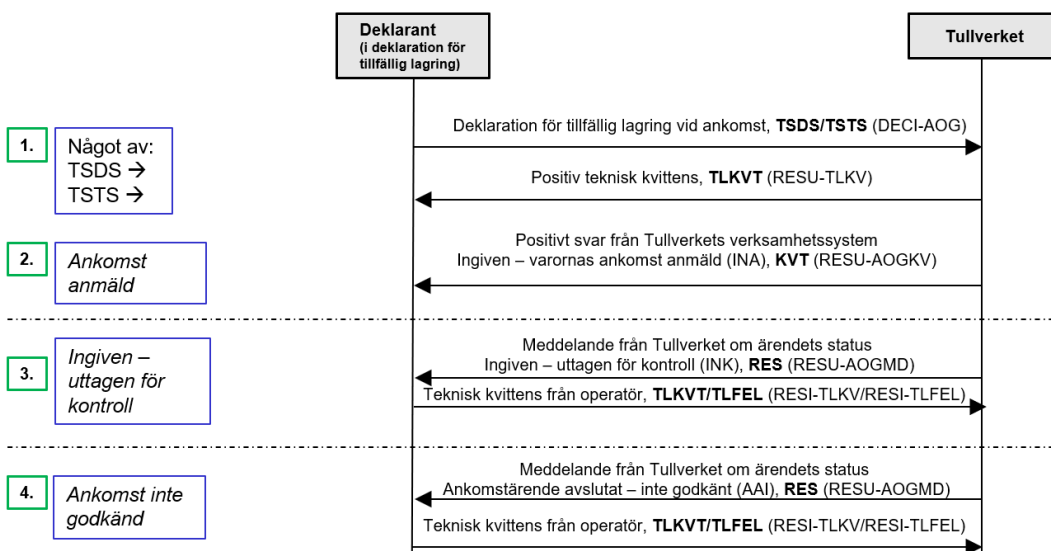 Deklarant
(i deklaration för
tillfällig lagring)
Tullverket
1.
Något av:
TSDS →
TSTS →
Deklaration för tillfällig lagring vid ankomst, TSDS/TSTS (DECI-AOG)
Positiv teknisk kvittens, TLKVT (RESU-TLKV)
2.
Ankomst
anmäld
Positivt svar från Tullverkets verksamhetssystem
Ingiven – varornas ankomst anmäld (INA), KVT (RESU-AOGKV)
3.
Ingiven –
uttagen för
kontroll
Meddelande från Tullverket om ärendets status
Ingiven – uttagen för kontroll (INK), RES (RESU-AOGMD)
Teknisk kvittens från operatör, TLKVT/TLFEL (RESI-TLKV/RESI-TLFEL)
4.
Ankomst inte
godkänd
Meddelande från Tullverket om ärendets status
Ankomstärende avslutat – inte godkänt (AAI), RES (RESU-AOGMD)
Teknisk kvittens från operatör, TLKVT/TLFEL (RESI-TLKV/RESI-TLFEL)